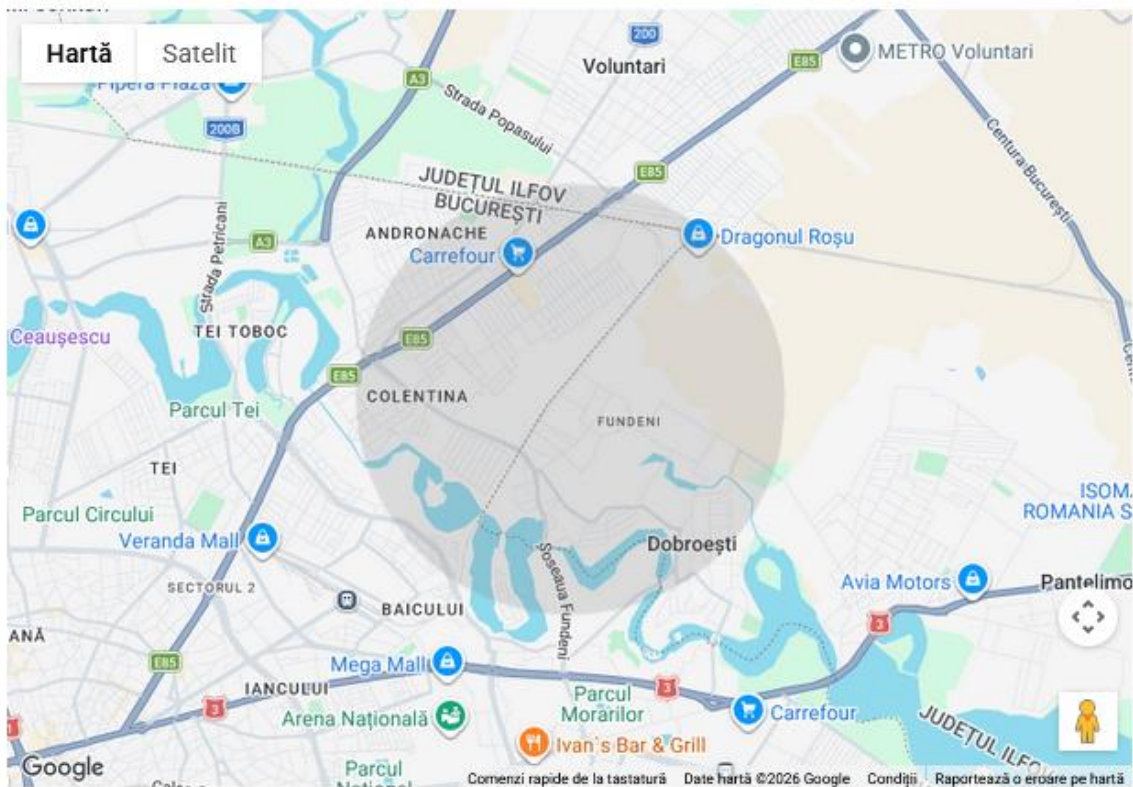 Hartă
Satelit
Pipera Plaza
200
Voluntari
E85
METRO Voluntari
A3
Strada Popasului
200B
Centura București
E85
JUDEȚUL ILFOV
BUCUREȘTI
Strada Petricani
A3
ANDRONACHE
Carrefour
Dragonul Roșu
Ceaușescu
TEI TOBOC
E85
E85
COLENTINA
Parcul Tei
FUNDENI
TEI
Parcul Circului
Veranda Mall
ROMANIA S
Dobroești
SECTORUL 2
Șoseaua Fundeni
Avia Motors
Pantelimo
BAICULUI
3
ANĂ
E85
Mega Mall
IANCULUI
3
3
Arena Națională
Parcul
Morarilor
Carrefour
JUDEȚUL ILFOV
Ivan's Bar & Grill
Google
Parcul
Comenzi rapide de la tastatură
Date hartă ©2026 Google
Condiții
Raportează o eroare pe hartă